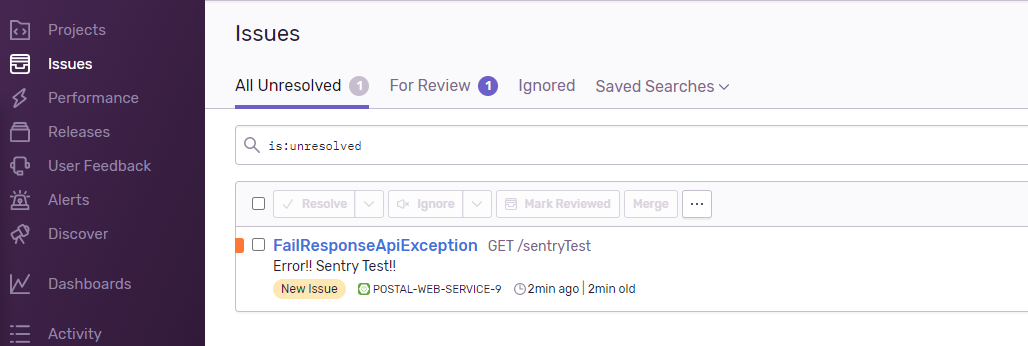 Projects
Issues
Performance
Releases
User Feedback
Alerts
Discover
Dashboards
Activity
Issues
All Unresolved 1 For Review 1 Ignored Saved Searches
is:unresolved
Resolve Ignore Mark Reviewed Merge ...
FailResponseApiException GET /sentryTest
Error!! Sentry Test!!
New Issue POSTAL-WEB-SERVICE-9 2min ago | 2min old